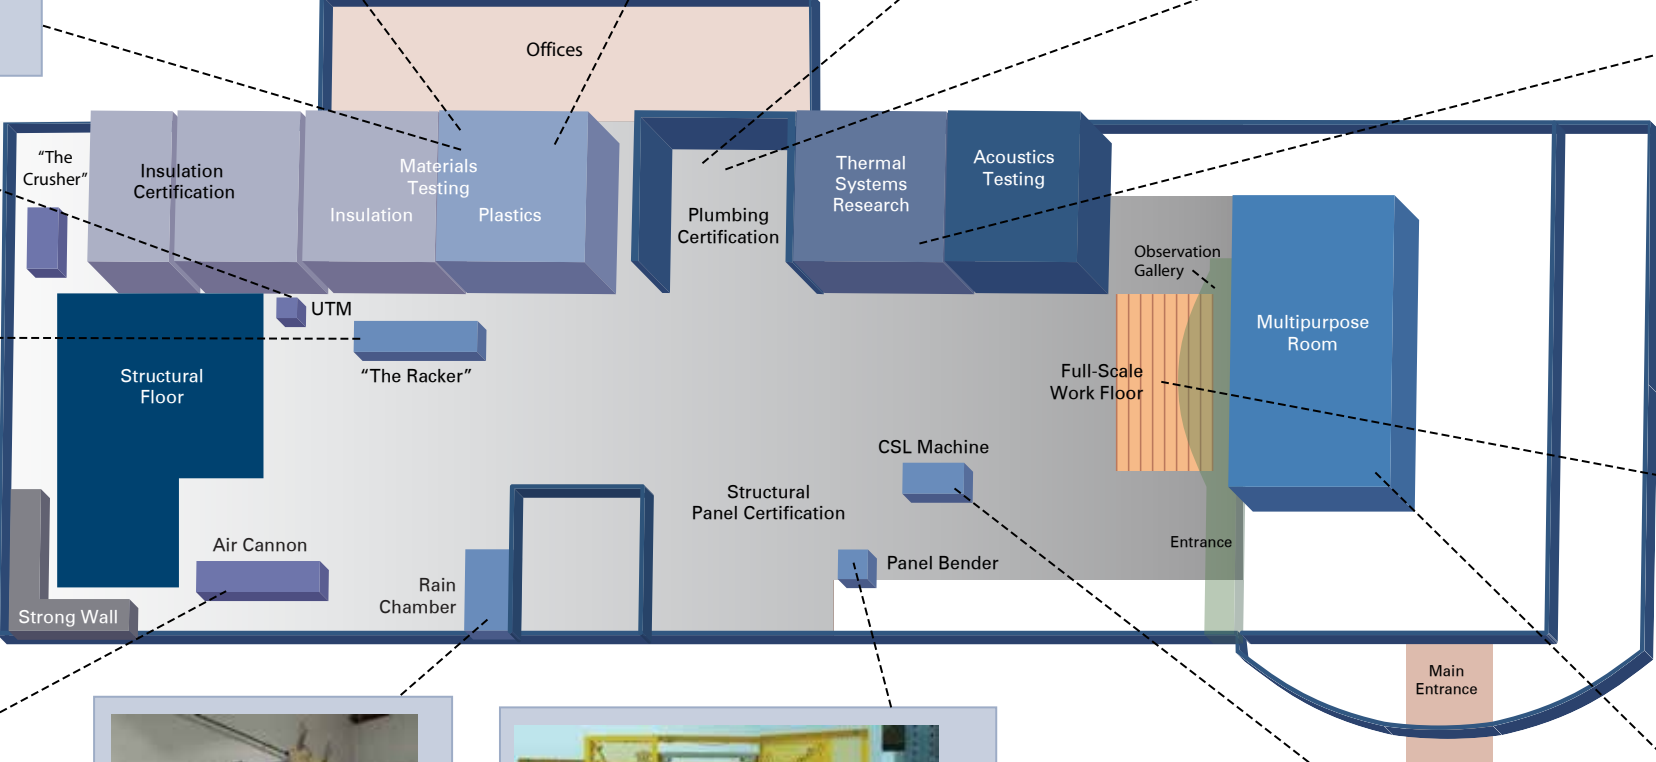 Offices
“The
Crusher”
Insulation
Certification
Materials
Testing
Insulation
Plastics
Plumbing
Certification
Thermal
Systems
Research
Acoustics
Testing
Observation
Gallery
UTM
“The Racker”
Structural
Floor
Multipurpose
Room
Full-Scale
Work Floor
CSL Machine
Structural
Panel Certification
Air Cannon
Entrance
Panel Bender
Rain
Chamber
Strong Wall
Main
Entrance